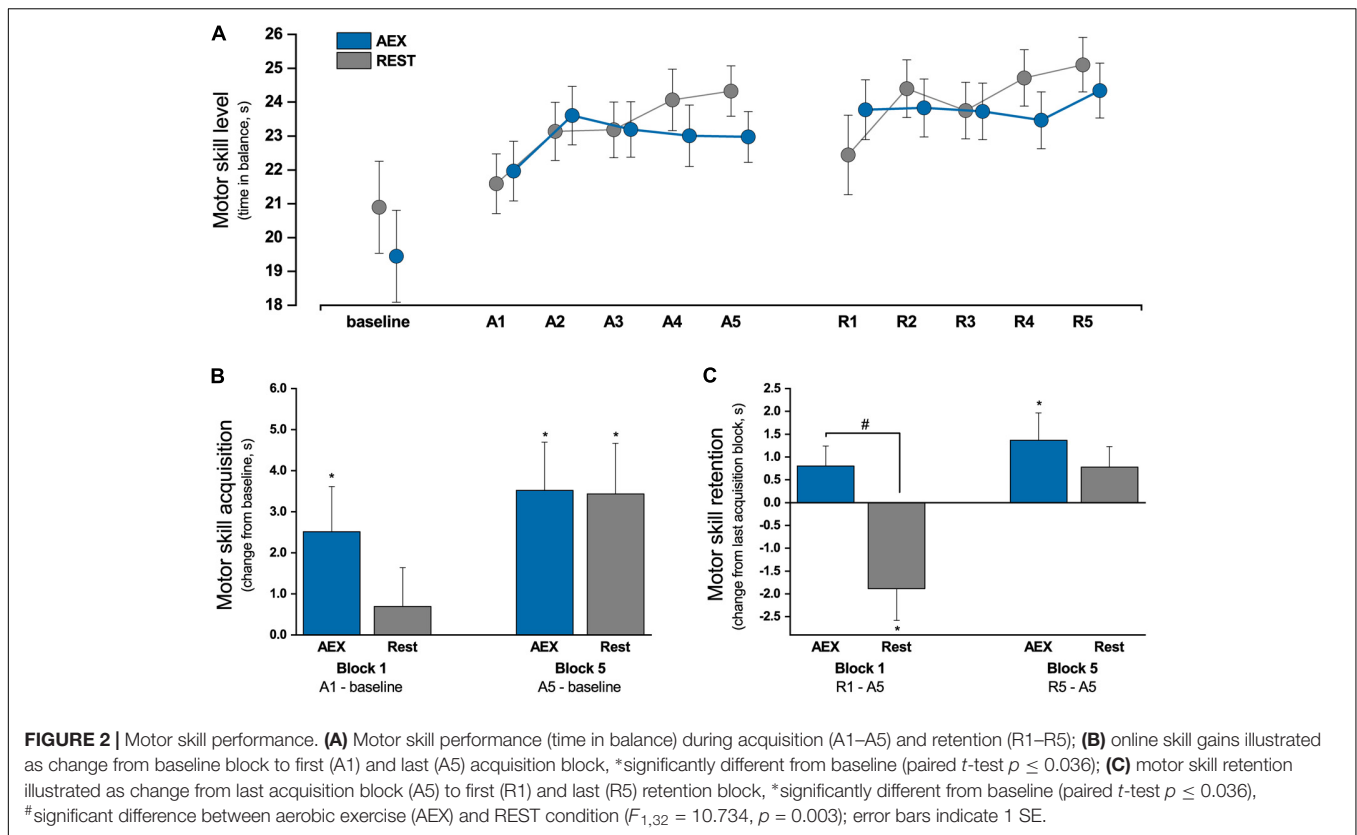 A
AEX
REST
Motor skill level
(time in balance, s)
26
25
24
23
22
21
20
19
18
baseline A1 A2 A3 A4 A5 R1 R2 R3 R4 R5
B
Motor skill acquisition
(change from baseline, s)
6.0
5.0
4.0
3.0
2.0
1.0
0.0
*
*
*
AEX Rest AEX Rest
Block 1 Block 5
A1 - baseline A5 - baseline
C
Motor skill retention
(change from last acquisition block, s)
2.5
2.0
1.5
1.0
0.5
0.0
-0.5
-1.0
-1.5
-2.0
-2.5
#
*
*
AEX Rest AEX Rest
Block 1 Block 5
R1 - A5 R5 - A5
FIGURE 2 | Motor skill performance. (A) Motor skill performance (time in balance) during acquisition (A1–A5) and retention (R1–R5); (B) online skill gains illustrated
as change from baseline block to first (A1) and last (A5) acquisition block, *significantly different from baseline (paired t-test p ≤ 0.036); (C) motor skill retention
illustrated as change from last acquisition block (A5) to first (R1) and last (R5) retention block, *significantly different from baseline (paired t-test p ≤ 0.036),
#significant difference between aerobic exercise (AEX) and REST condition (F1,32 = 10.734, p = 0.003); error bars indicate 1 SE.